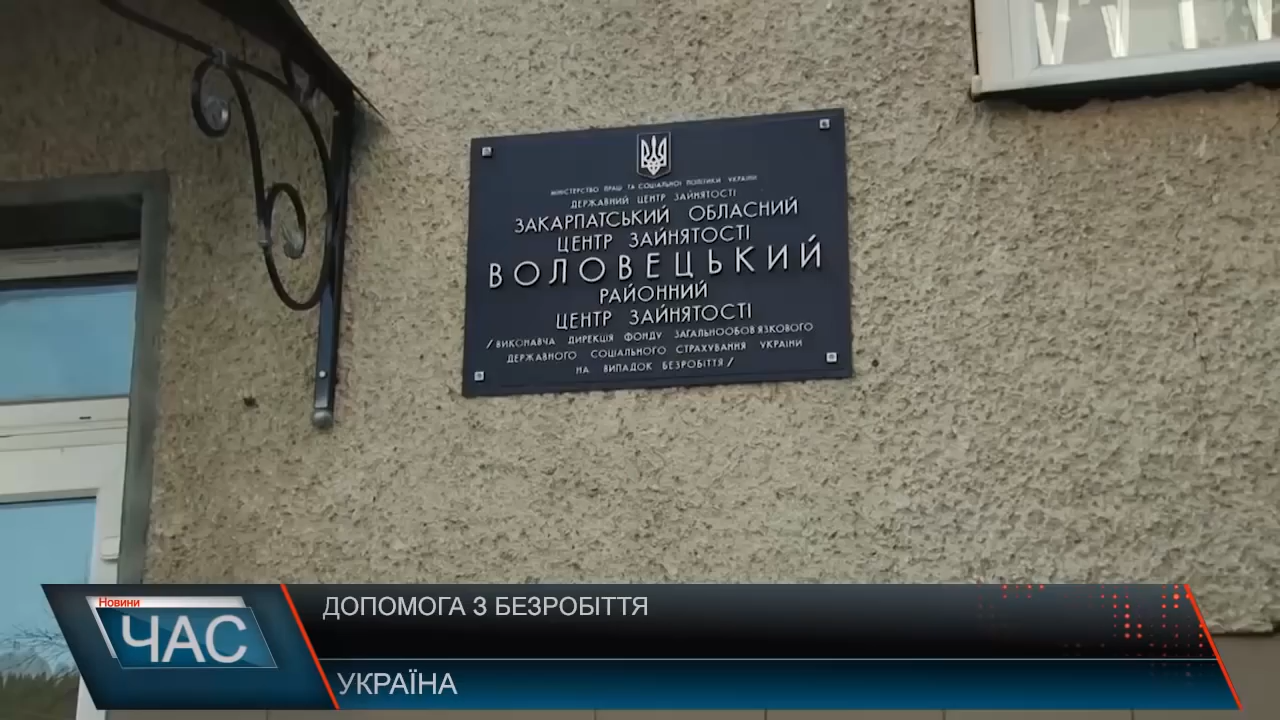 МІНІСТЕРСТВО ПРАЦІ ТА СОЦІАЛЬНОЇ ПОЛІТИКИ УКРАЇНИ
ДЕРЖАВНИЙ ЦЕНТР ЗАЙНЯТОСТІ
ЗАКАРПАТСЬКИЙ ОБЛАСНИЙ
ЦЕНТР ЗАЙНЯТОСТІ
ВОЛОВЕЦЬКИЙ
РАЙОННИЙ
ЦЕНТР ЗАЙНЯТОСТІ
/ВИКОНАВЧА ДИРЕКЦІЯ ФОНДУ ЗАГАЛЬНООБОВ'ЯЗКОВОГО
ДЕРЖАВНОГО СОЦІАЛЬНОГО СТРАХУВАННЯ УКРАЇНИ
НА ВИПАДОК БЕЗРОБІТТЯ/
Новини
ЧАС
ДОПОМОГА З БЕЗРОБІТТЯ
УКРАЇНА